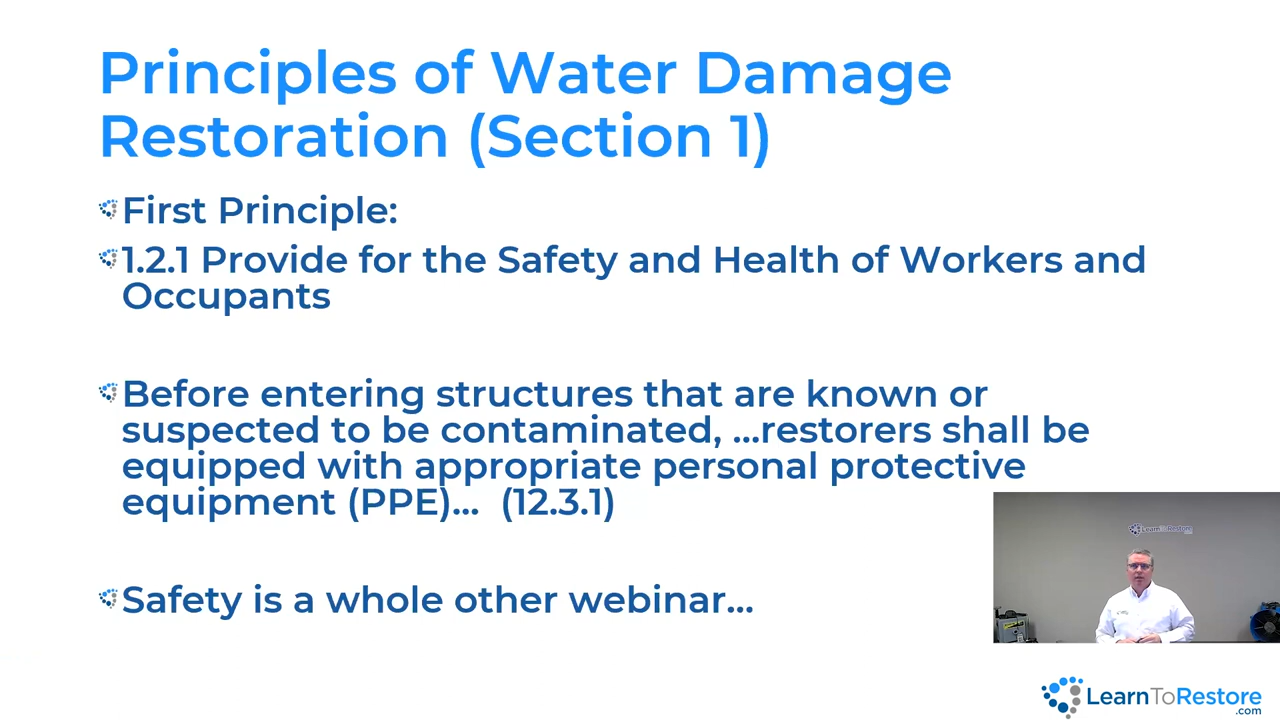 Principles of Water Damage
Restoration (Section 1)
First Principle:
1.2.1 Provide for the Safety and Health of Workers and
Occupants
Before entering structures that are known or
suspected to be contaminated, ...restorers shall be
equipped with appropriate personal protective
equipment (PPE)... (12.3.1)
Safety is a whole other webinar...
LearnToRestore
LearnToRestore
.com